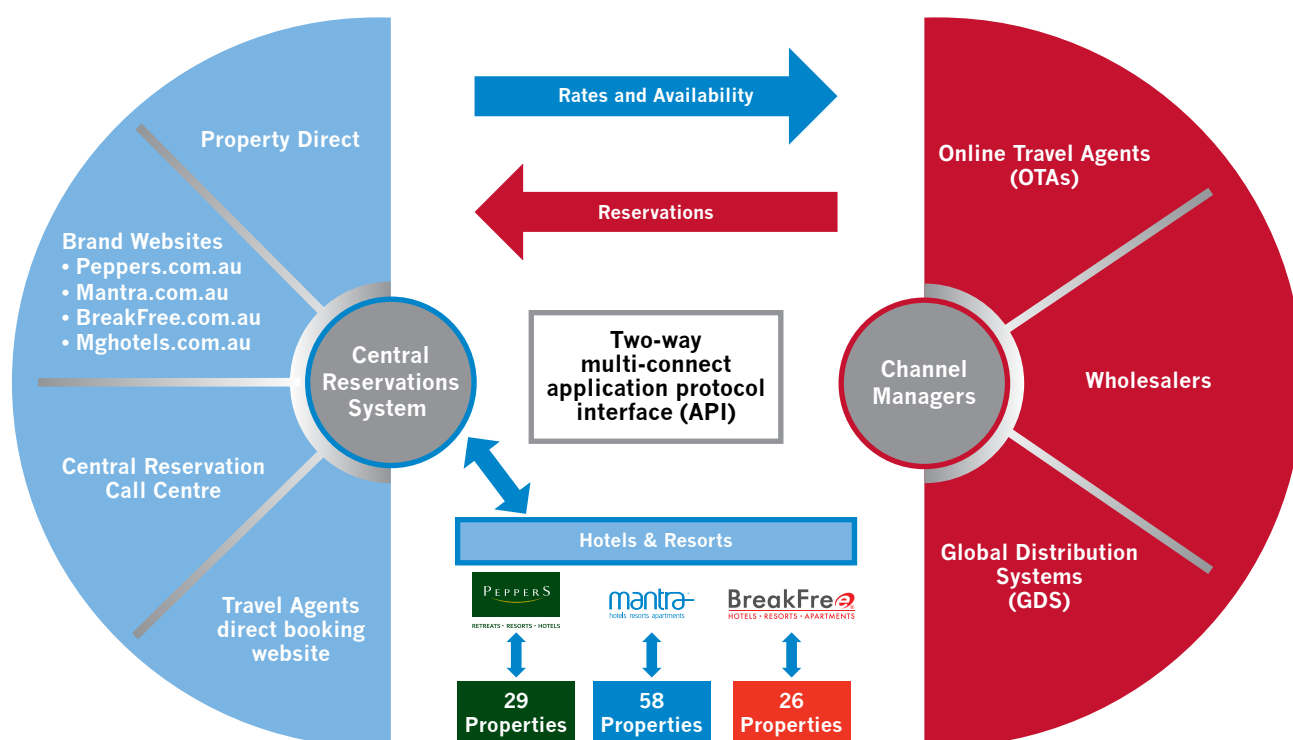 Property Direct
Brand Websites
• Peppers.com.au
• Mantra.com.au
• BreakFree.com.au
• Mghotels.com.au
Central Reservation
Call Centre
Travel Agents
direct booking
website
Central
Reservations
System
Rates and Availability
Reservations
Two-way
multi-connect
application protocol
interface (API)
Channel
Managers
Online Travel Agents
(OTAs)
Wholesalers
Global Distribution
Systems
(GDS)
Hotels & Resorts
PEPPERS
RETREATS • RESORTS • HOTELS
mantra
hotels resorts apartments
BreakFree
HOTELS • RESORTS • APARTMENTS
29
Properties
58
Properties
26
Properties